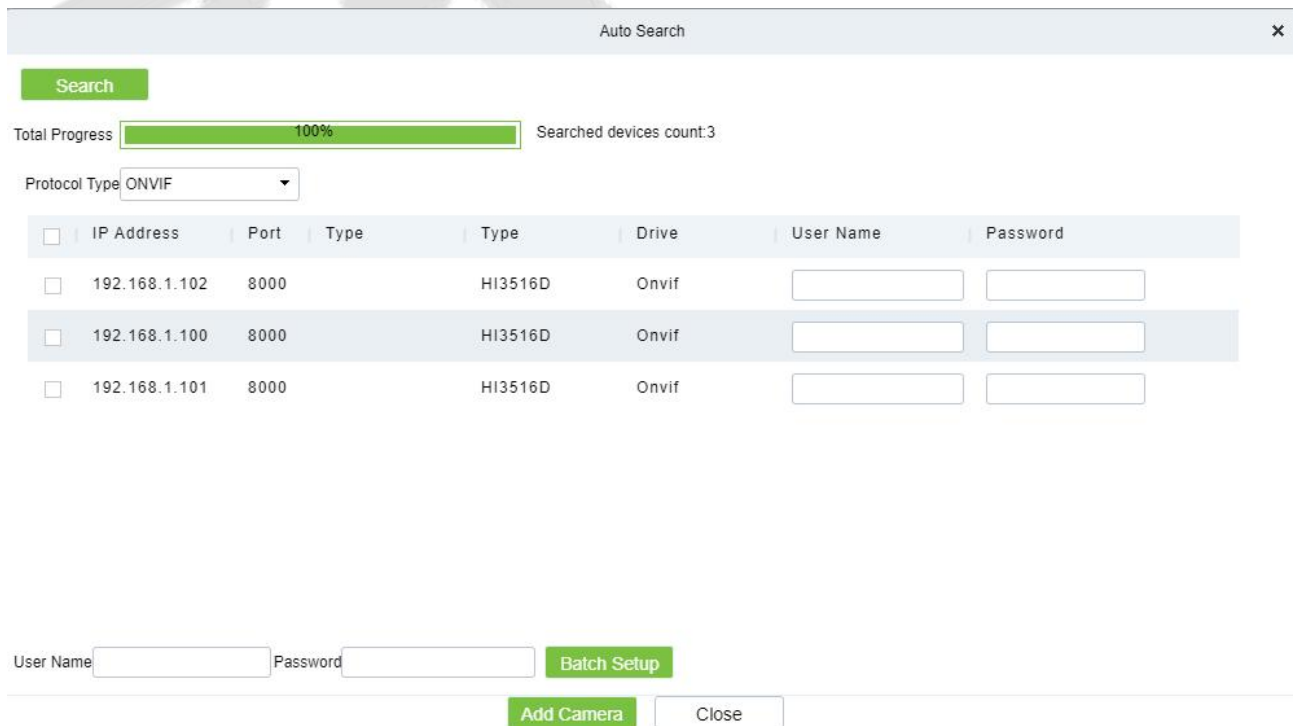 Auto Search ×
Search
Total Progress 100% Searched devices count:3
Protocol Type ONVIF
IP Address Port Type Type Drive User Name Password
192.168.1.102 8000 HI3516D Onvif
192.168.1.100 8000 HI3516D Onvif
192.168.1.101 8000 HI3516D Onvif
User Name Password Batch Setup
Add Camera Close